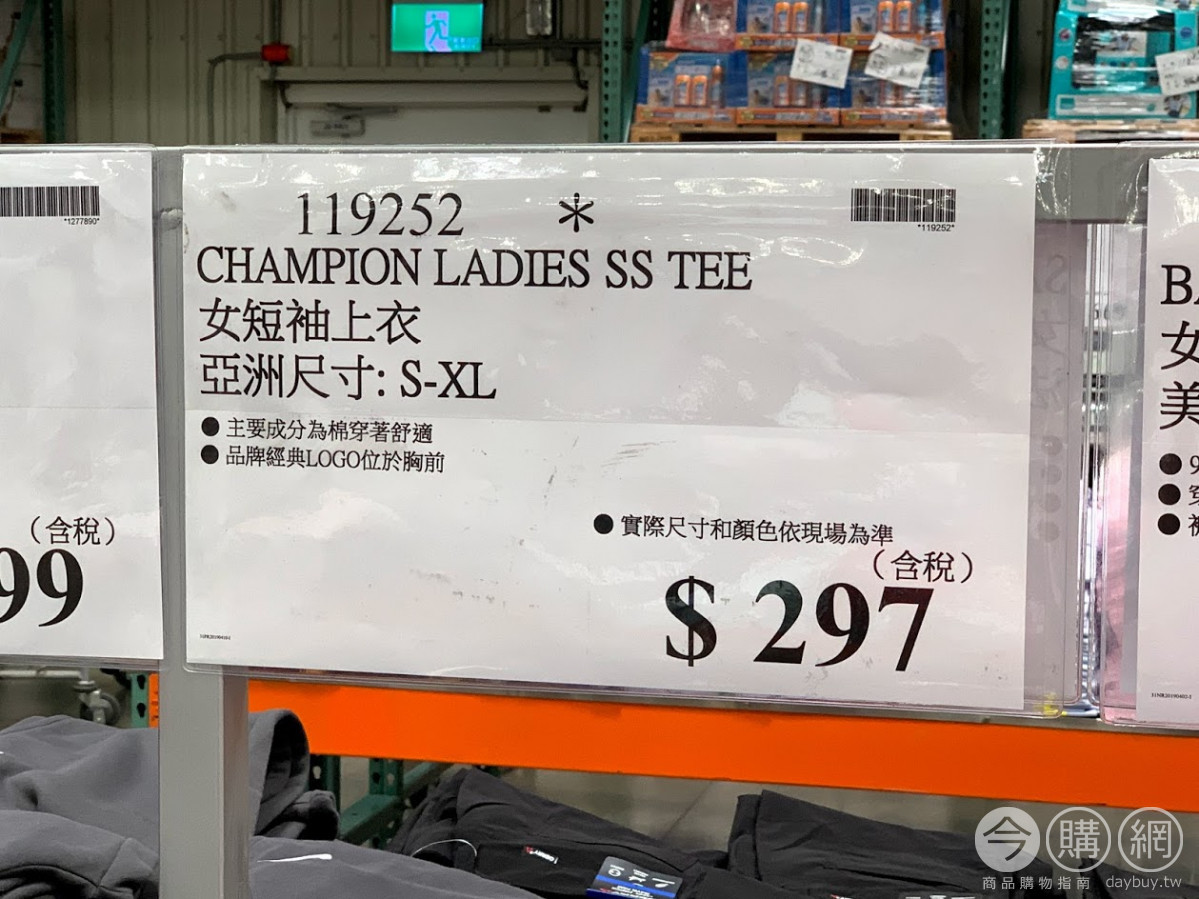 *1277890*
(含稅)
99
119252 *
*119252*
CHAMPION LADIES SS TEE
女短袖上衣
亞洲尺寸: S-XL
● 主要成分為棉穿著舒適
● 品牌經典LOGO位於胸前
● 實際尺寸和顏色依現場為準
(含稅)
$ 297
女
美
今購網
商品購物指南 daybuy.tw